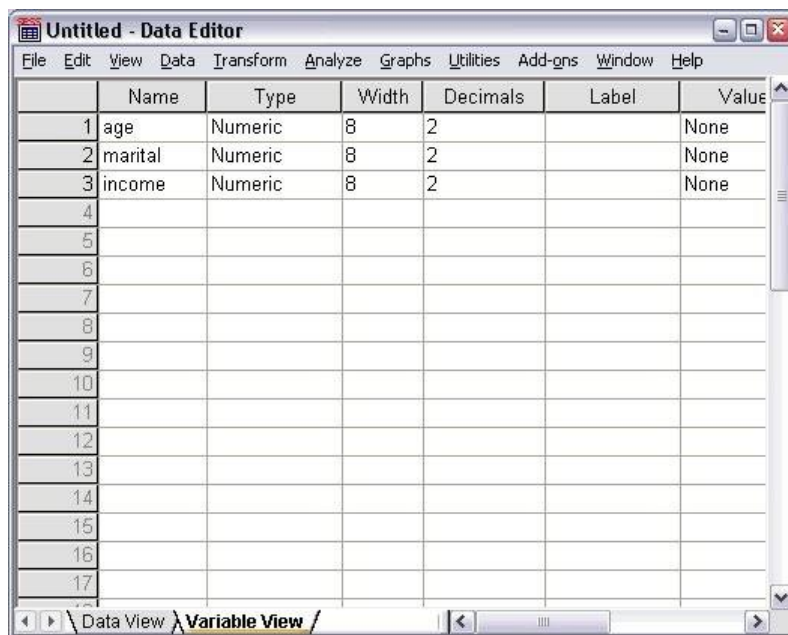 Untitled - Data Editor
File Edit View Data Transform Analyze Graphs Utilities Add-ons Window Help
Name Type Width Decimals Label Value
1 age Numeric 8 2 None
2 marital Numeric 8 2 None
3 income Numeric 8 2 None
4
5
6
7
8
9
10
11
12
13
14
15
16
17
Data View Variable View